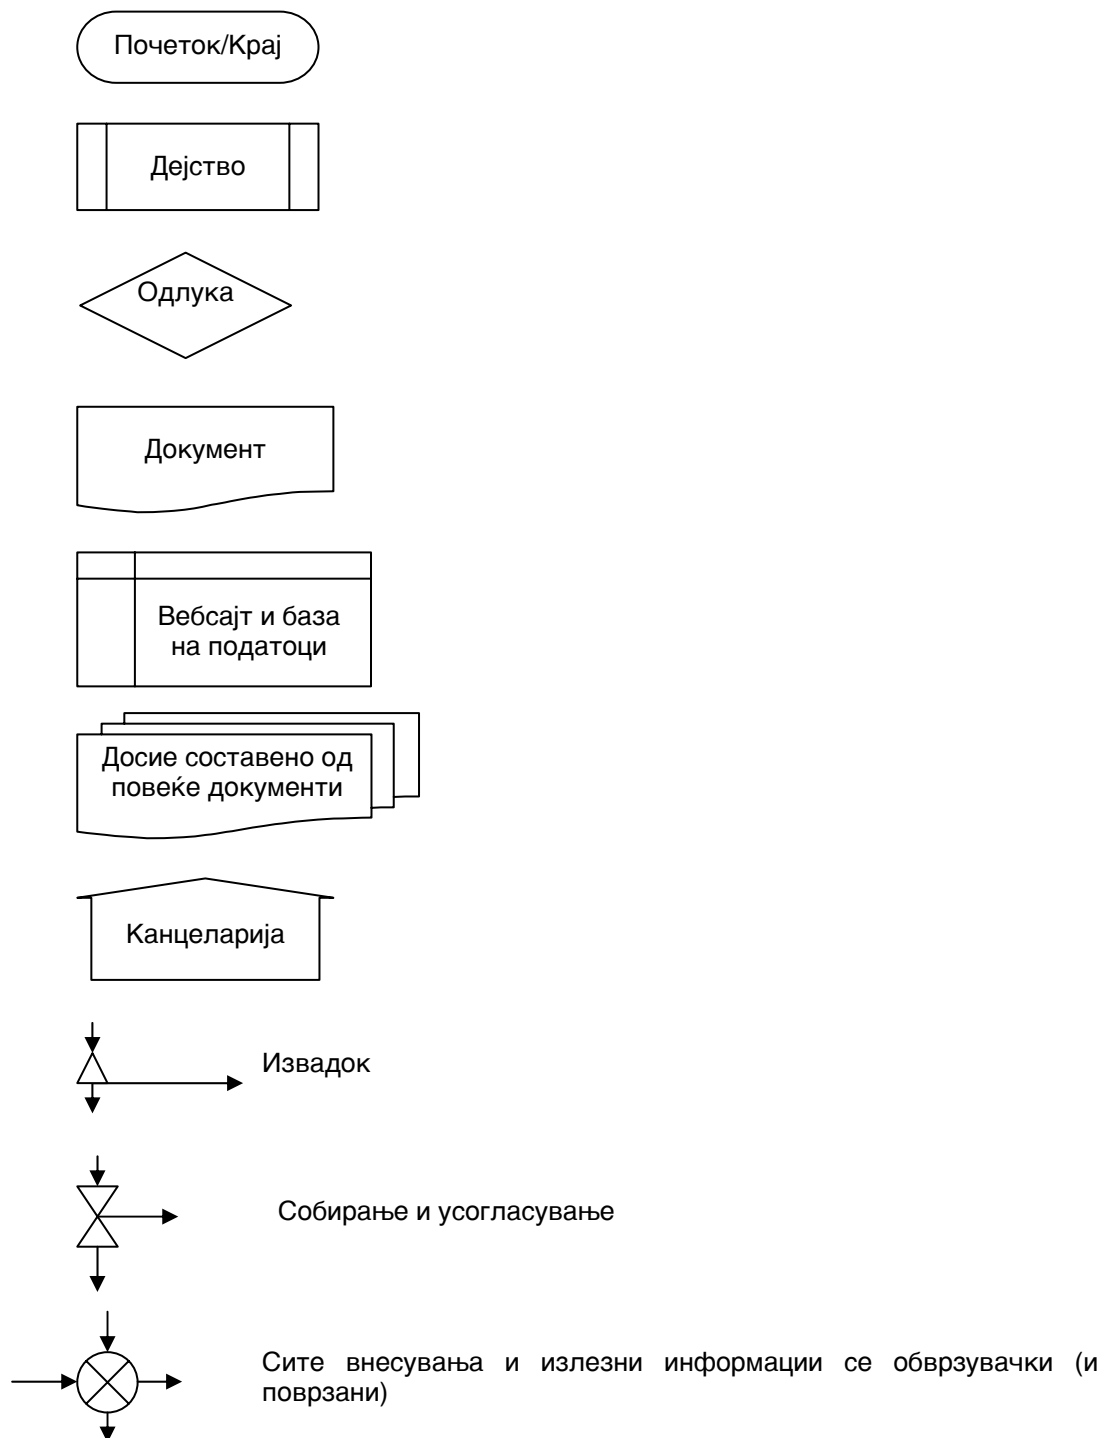 Почеток/Крај
Дејство
Одлука
Документ
Вебсајт и база
на податоци
Досие составено од
повеќе документи
Канцеларија
Извадок
Собирање и усогласување
Сите внесувања и излезни информации се обврзувачки (и
поврзани)